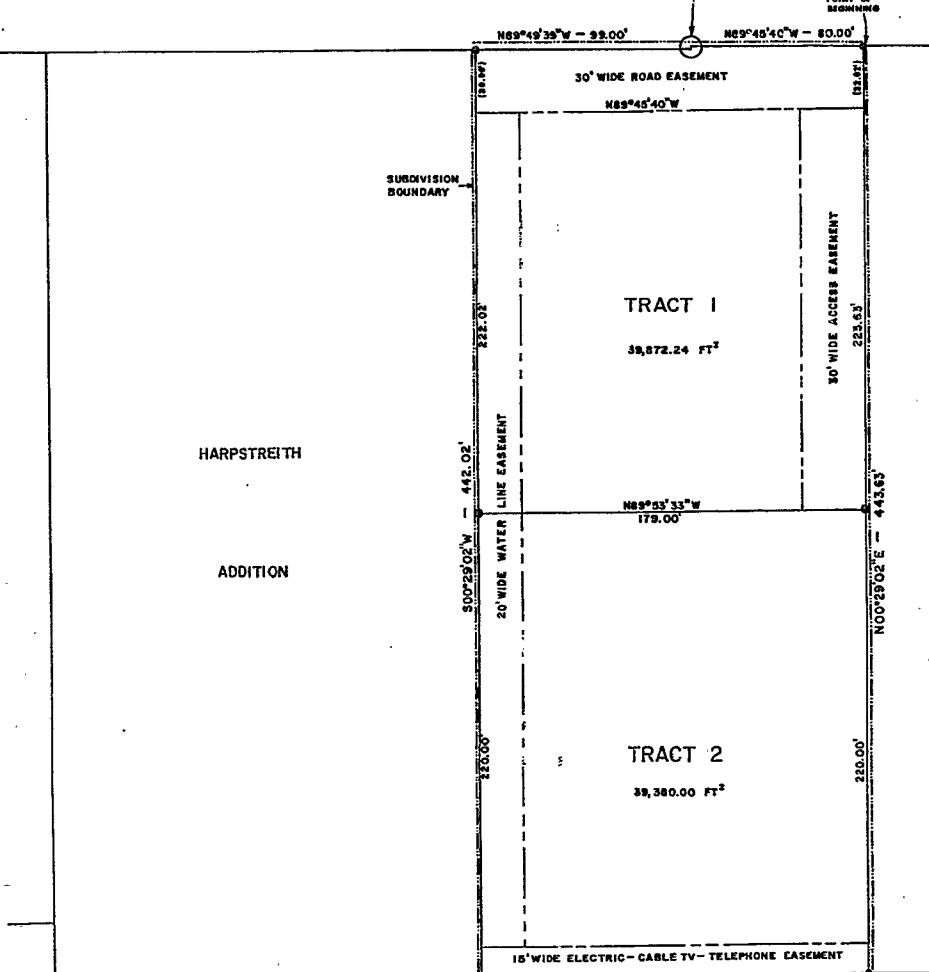 BEGINNING
N89°49'39"W - 99.00'
N89°45'40"W - 80.00'
30' WIDE ROAD EASEMENT
N89°45'40"W
SUBDIVISION
BOUNDARY
TRACT 1
39,872.24 FT²
222.02'
30' WIDE ACCESS EASEMENT
223.63'
HARPSTREITH
ADDITION
S00°29'02"W - 442.02'
20' WIDE WATER LINE EASEMENT
N89°53'33"W
179.00'
N00°29'02"E - 443.63'
TRACT 2
39,380.00 FT²
220.00'
220.00'
15' WIDE ELECTRIC - CABLE TV - TELEPHONE EASEMENT